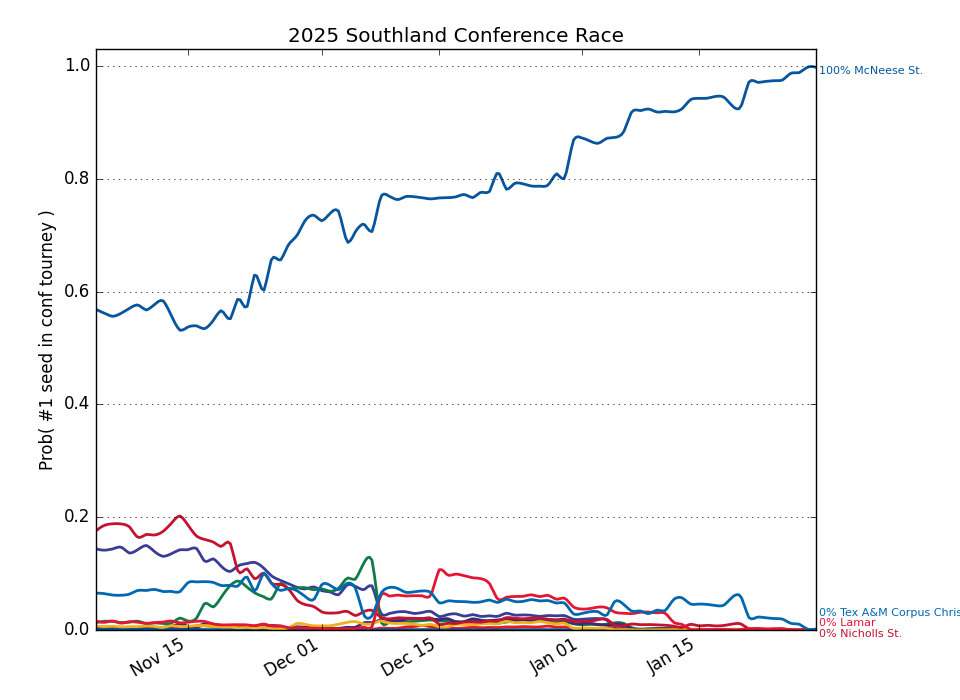 2025 Southland Conference Race
Prob( #1 seed in conf tourney )
1.0
0.8
0.6
0.4
0.2
0.0
Nov 15
Dec 01
Dec 15
Jan 01
Jan 15
100% McNeese St.
0% Tex A&M Corpus Chris
0% Lamar
0% Nicholls St.